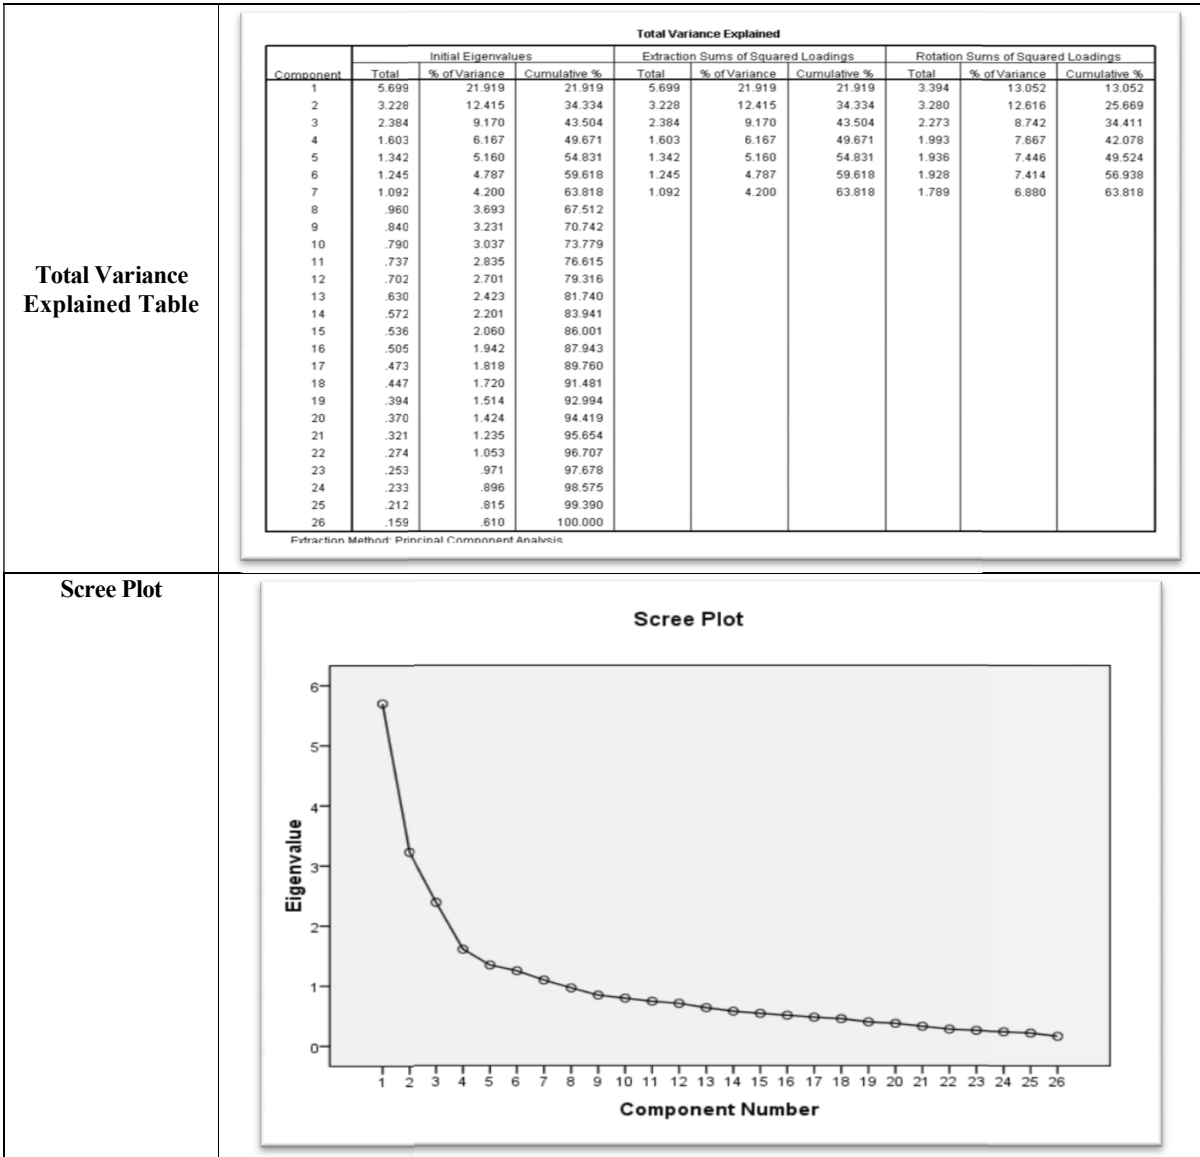 Total Variance
Explained Table
Total Variance Explained
Initial Eigenvalues Extraction Sums of Squared Loadings Rotation Sums of Squared Loadings
Component Total % of Variance Cumulative % Total % of Variance Cumulative % Total % of Variance Cumulative %
1 5.699 21.919 21.919 5.699 21.919 21.919 3.394 13.052 13.052
2 3.228 12.415 34.334 3.228 12.415 34.334 3.280 12.616 25.669
3 2.384 9.170 43.504 2.384 9.170 43.504 2.273 8.742 34.411
4 1.603 6.167 49.671 1.603 6.167 49.671 1.993 7.667 42.078
5 1.342 5.160 54.831 1.342 5.160 54.831 1.936 7.446 49.524
6 1.245 4.787 59.618 1.245 4.787 59.618 1.928 7.414 56.938
7 1.092 4.200 63.818 1.092 4.200 63.818 1.789 6.880 63.818
8 .960 3.693 67.512
9 .840 3.231 70.742
10 .790 3.037 73.779
11 .737 2.835 76.615
12 .702 2.701 79.316
13 .630 2.423 81.740
14 .572 2.201 83.941
15 .536 2.060 86.001
16 .505 1.942 87.943
17 .473 1.818 89.760
18 .447 1.720 91.481
19 .394 1.514 92.994
20 .370 1.424 94.419
21 .321 1.235 95.654
22 .274 1.053 96.707
23 .253 .971 97.678
24 .233 .896 98.575
25 .212 .815 99.390
26 .159 .610 100.000
Extraction Method: Principal Component Analysis
Scree Plot
Scree Plot
6
5
4
3
2
1
0
Eigenvalue
1 2 3 4 5 6 7 8 9 10 11 12 13 14 15 16 17 18 19 20 21 22 23 24 25 26
Component Number